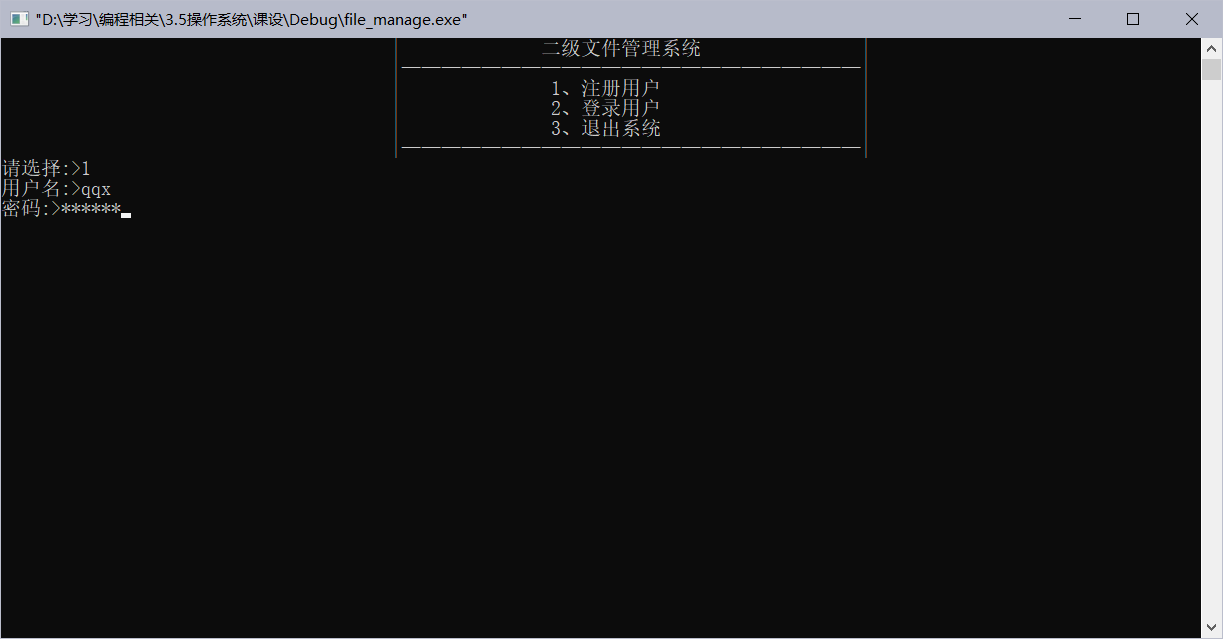 "D:\学习\编程相关\3.5操作系统\课设\Debug\file_manage.exe"
二级文件管理系统
1、注册用户
2、登录用户
3、退出系统
请选择:>1
用户名:>qqx
密码:>******